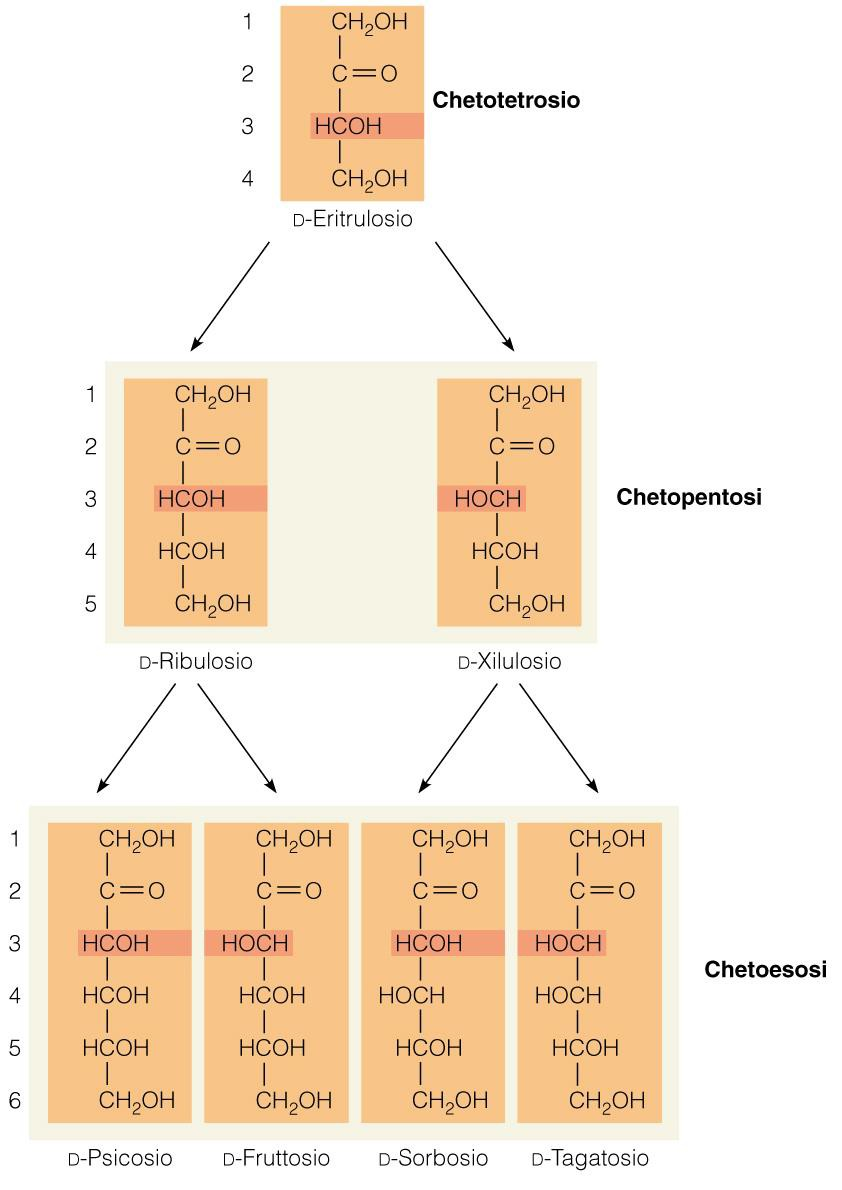 1 CH₂OH
2 C=O
Chetotetrosio
3 HCOH
4 CH₂OH
D-Eritrulosio
1 CH₂OH CH₂OH
2 C=O C=O
3 HCOH HOCH
Chetopentosi
4 HCOH HCOH
5 CH₂OH CH₂OH
D-Ribulosio D-Xilulosio
1 CH₂OH CH₂OH CH₂OH CH₂OH
2 C=O C=O C=O C=O
3 HCOH HOCH HCOH HOCH
Chetoesosi
4 HCOH HCOH HOCH HOCH
5 HCOH HCOH HCOH HCOH
6 CH₂OH CH₂OH CH₂OH CH₂OH
D-Psicosio D-Fruttosio D-Sorbosio D-Tagatosio